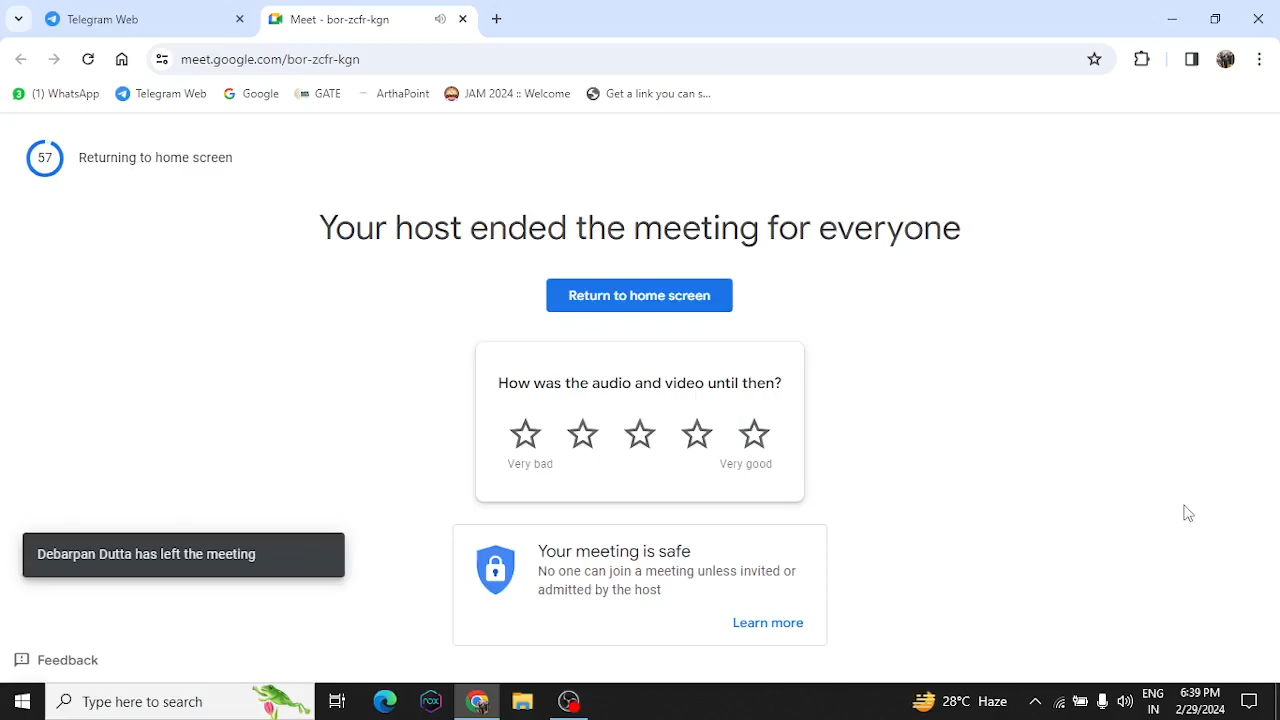 Telegram Web
Meet - bor-zcfr-kgn
meet.google.com/bor-zcfr-kgn
(1) WhatsApp
Telegram Web
Google
GATE
ArthaPoint
JAM 2024 :: Welcome
Get a link you can s...
57
Returning to home screen
Your host ended the meeting for everyone
Return to home screen
How was the audio and video until then?
Very bad
Very good
Debarpan Dutta has left the meeting
Your meeting is safe
No one can join a meeting unless invited or
admitted by the host
Learn more
Feedback
Type here to search
28°C Haze
ENG
IN
6:39 PM
2/29/2024